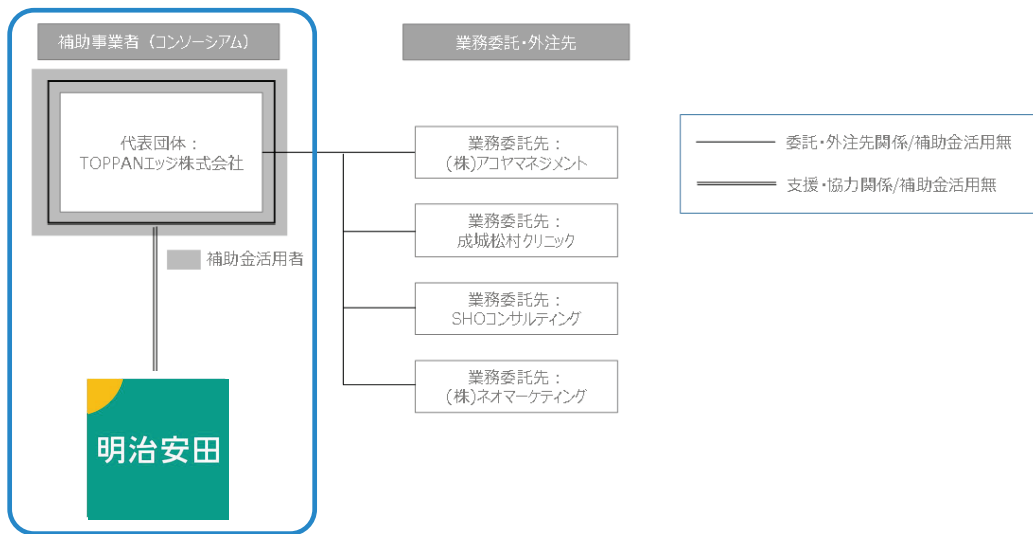 補助事業者（コンソーシアム）
代表団体：
TOPPANエッジ株式会社
補助金活用者
明治安田
業務委託・外注先
業務委託先：
(株)アコヤマネジメント
業務委託先：
成城松村クリニック
業務委託先：
SHOコンサルティング
業務委託先：
(株)ネオマーケティング
委託・外注先関係/補助金活用無
支援・協力関係/補助金活用無